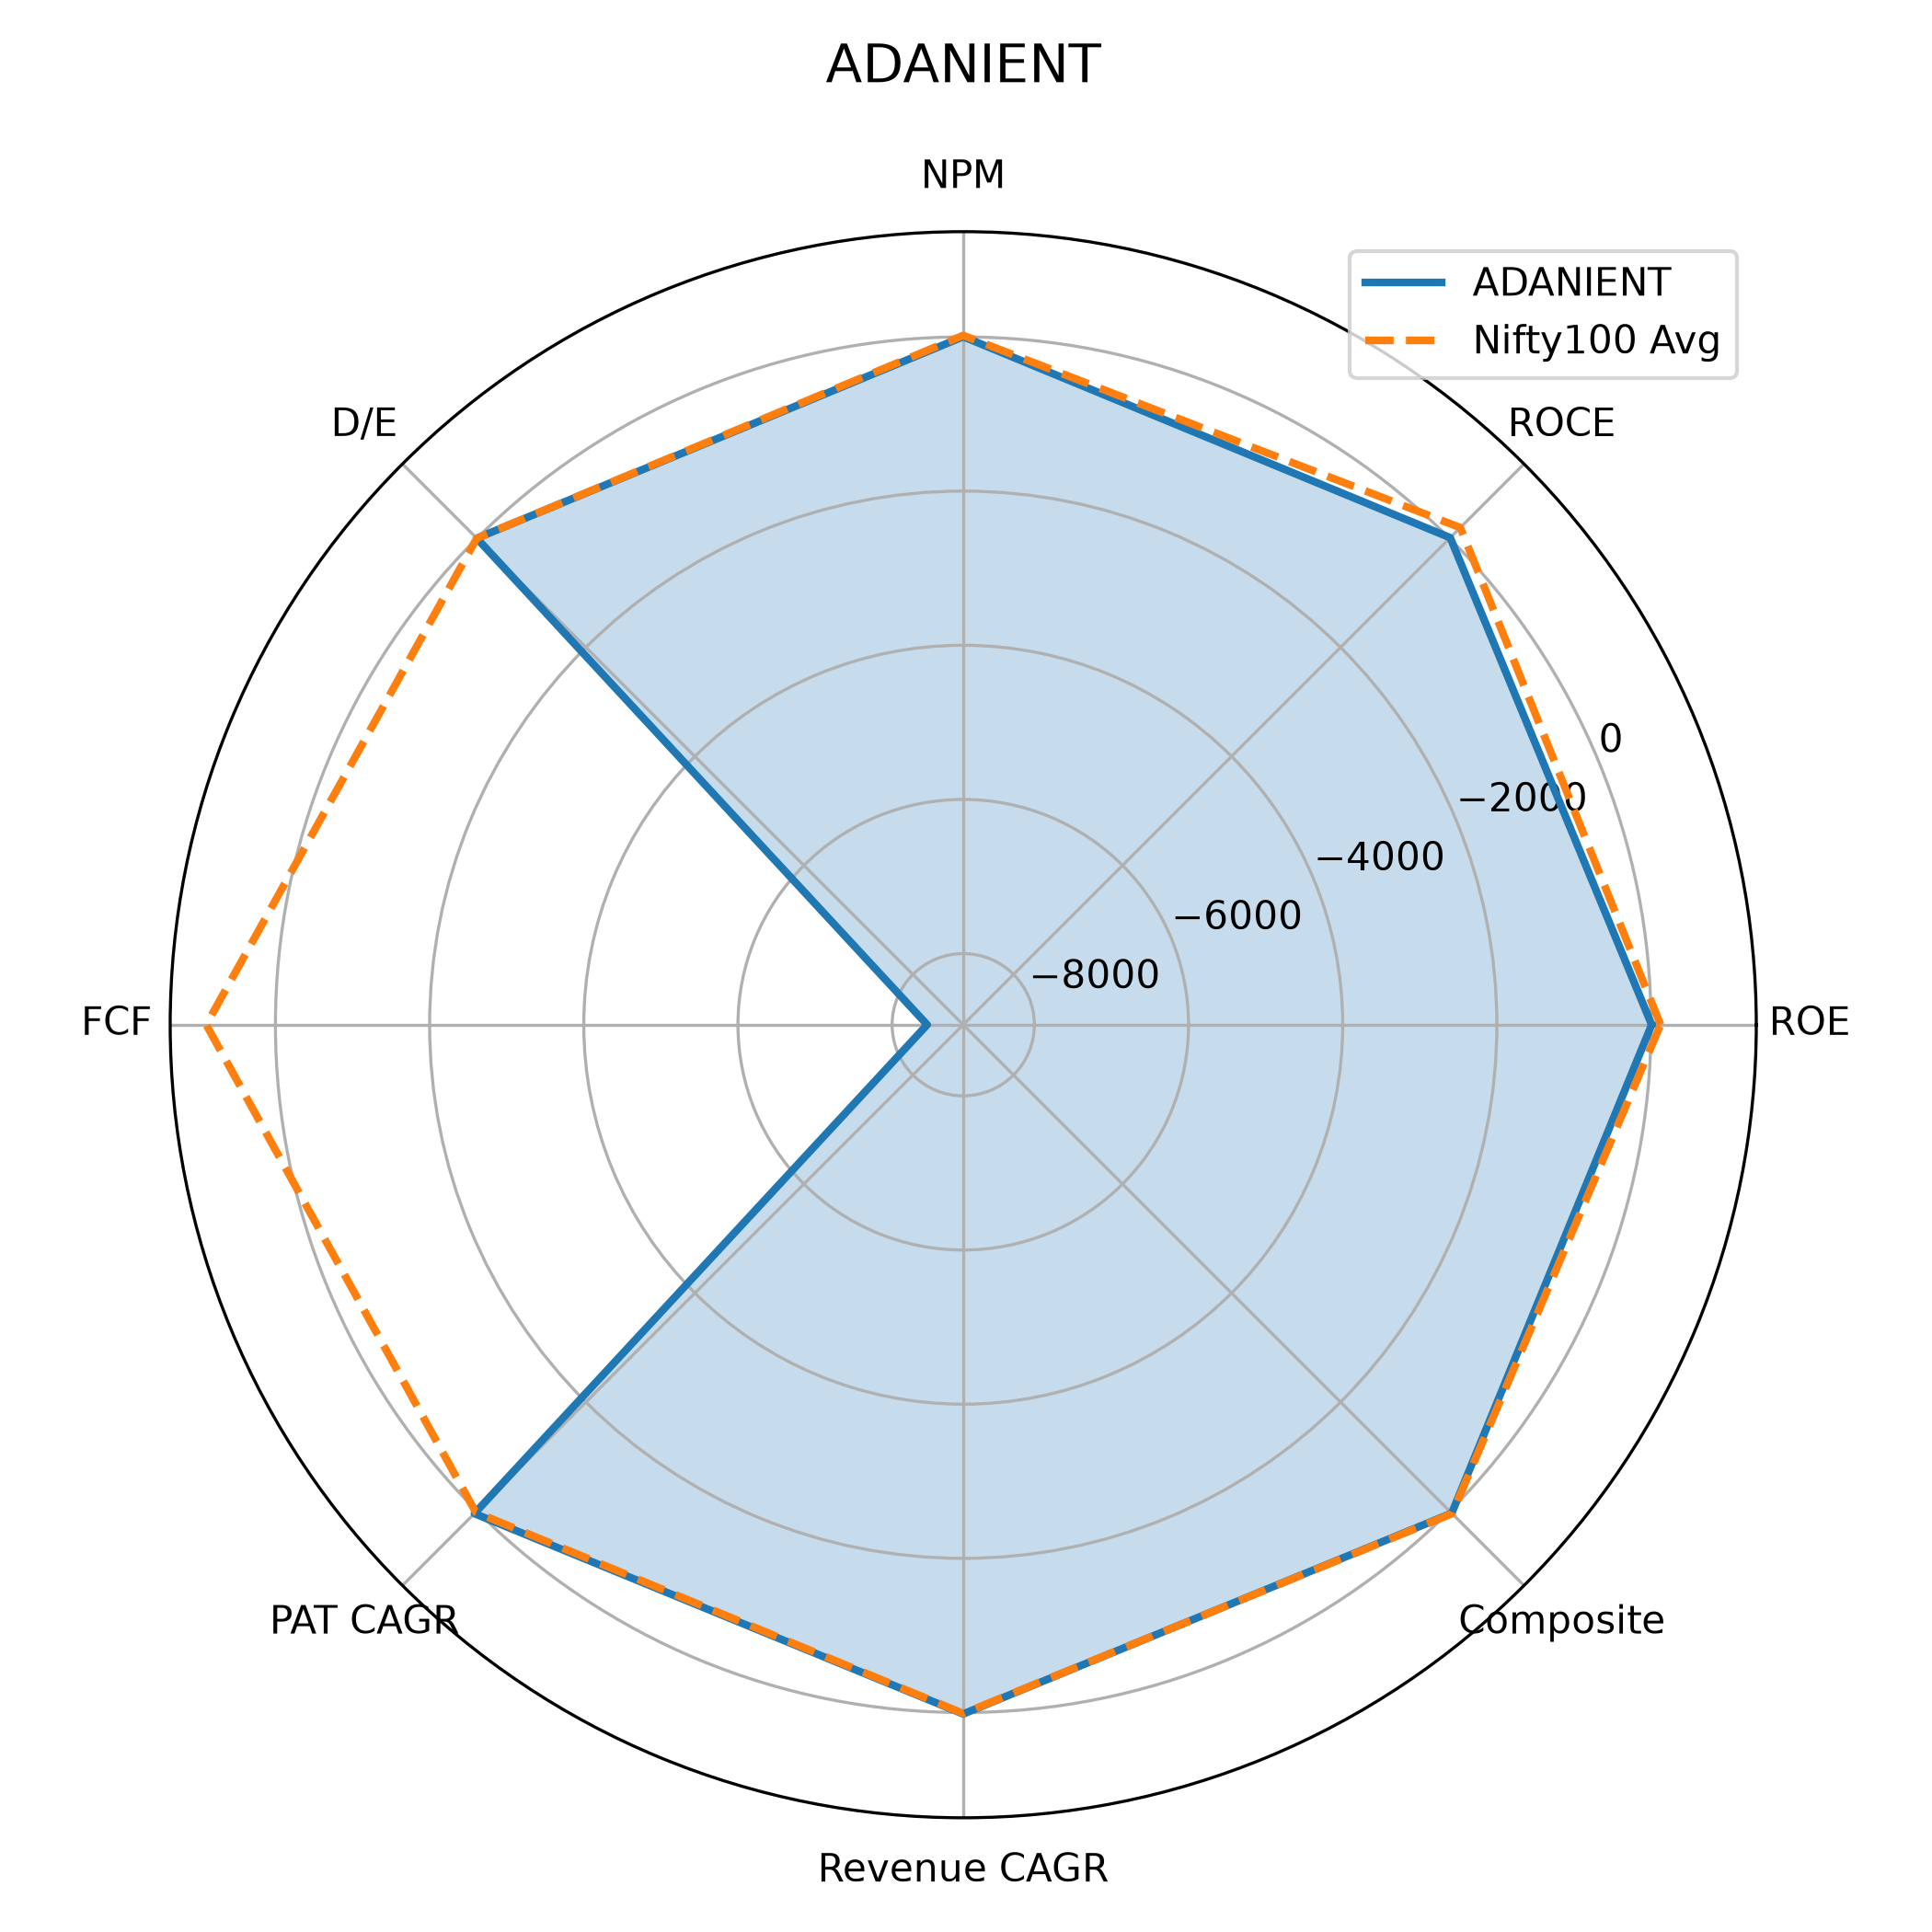 ADANIENT
NPM
ADANIENT
Nifty100 Avg
D/E
ROCE
0
−2000
−4000
−6000
−8000
FCF
ROE
PAT CAGR
Composite
Revenue CAGR